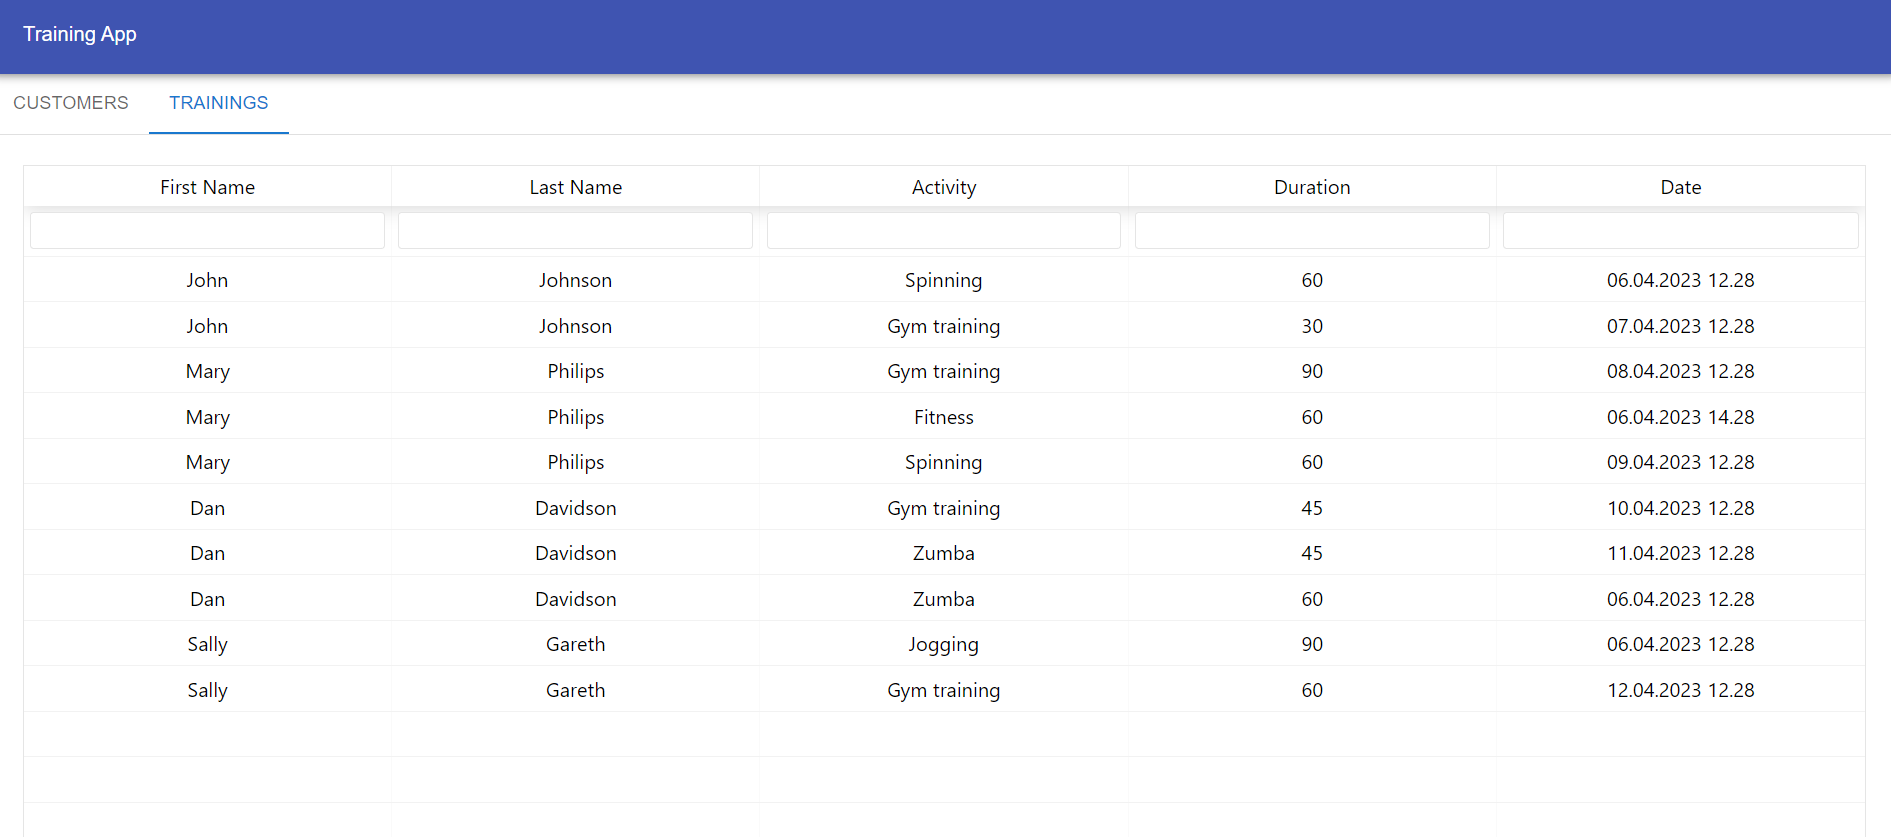 Training App
CUSTOMERS TRAININGS
First Name Last Name Activity Duration Date
John Johnson Spinning 60 06.04.2023 12.28
John Johnson Gym training 30 07.04.2023 12.28
Mary Philips Gym training 90 08.04.2023 12.28
Mary Philips Fitness 60 06.04.2023 14.28
Mary Philips Spinning 60 09.04.2023 12.28
Dan Davidson Gym training 45 10.04.2023 12.28
Dan Davidson Zumba 45 11.04.2023 12.28
Dan Davidson Zumba 60 06.04.2023 12.28
Sally Gareth Jogging 90 06.04.2023 12.28
Sally Gareth Gym training 60 12.04.2023 12.28